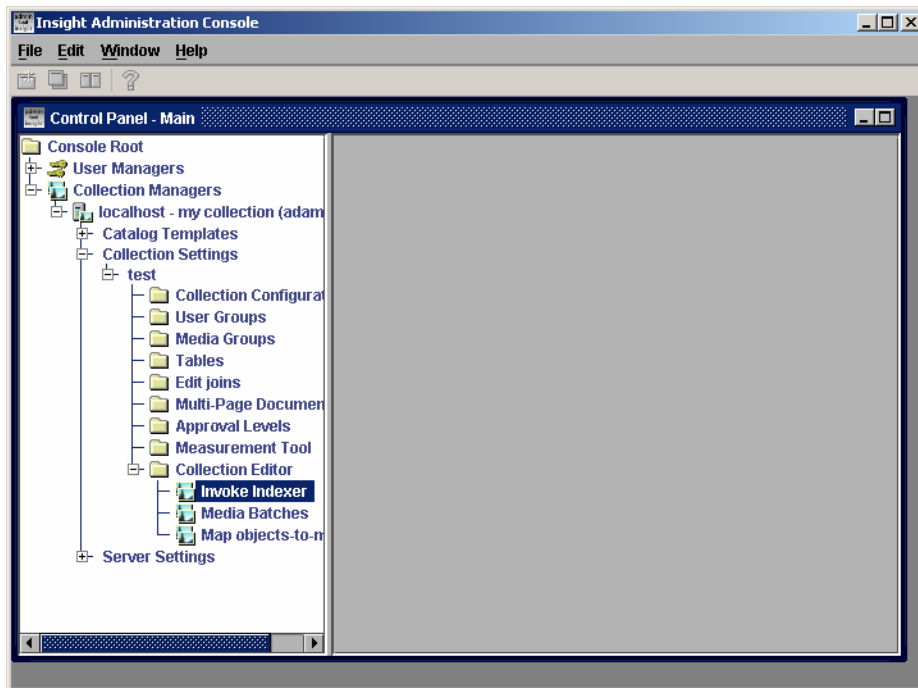 Insight Administration Console
File Edit Window Help
Control Panel - Main
Console Root
User Managers
Collection Managers
localhost - my collection (adam
Catalog Templates
Collection Settings
test
Collection Configurat
User Groups
Media Groups
Tables
Edit joins
Multi-Page Documen
Approval Levels
Measurement Tool
Collection Editor
Invoke Indexer
Media Batches
Map objects-to-m
Server Settings